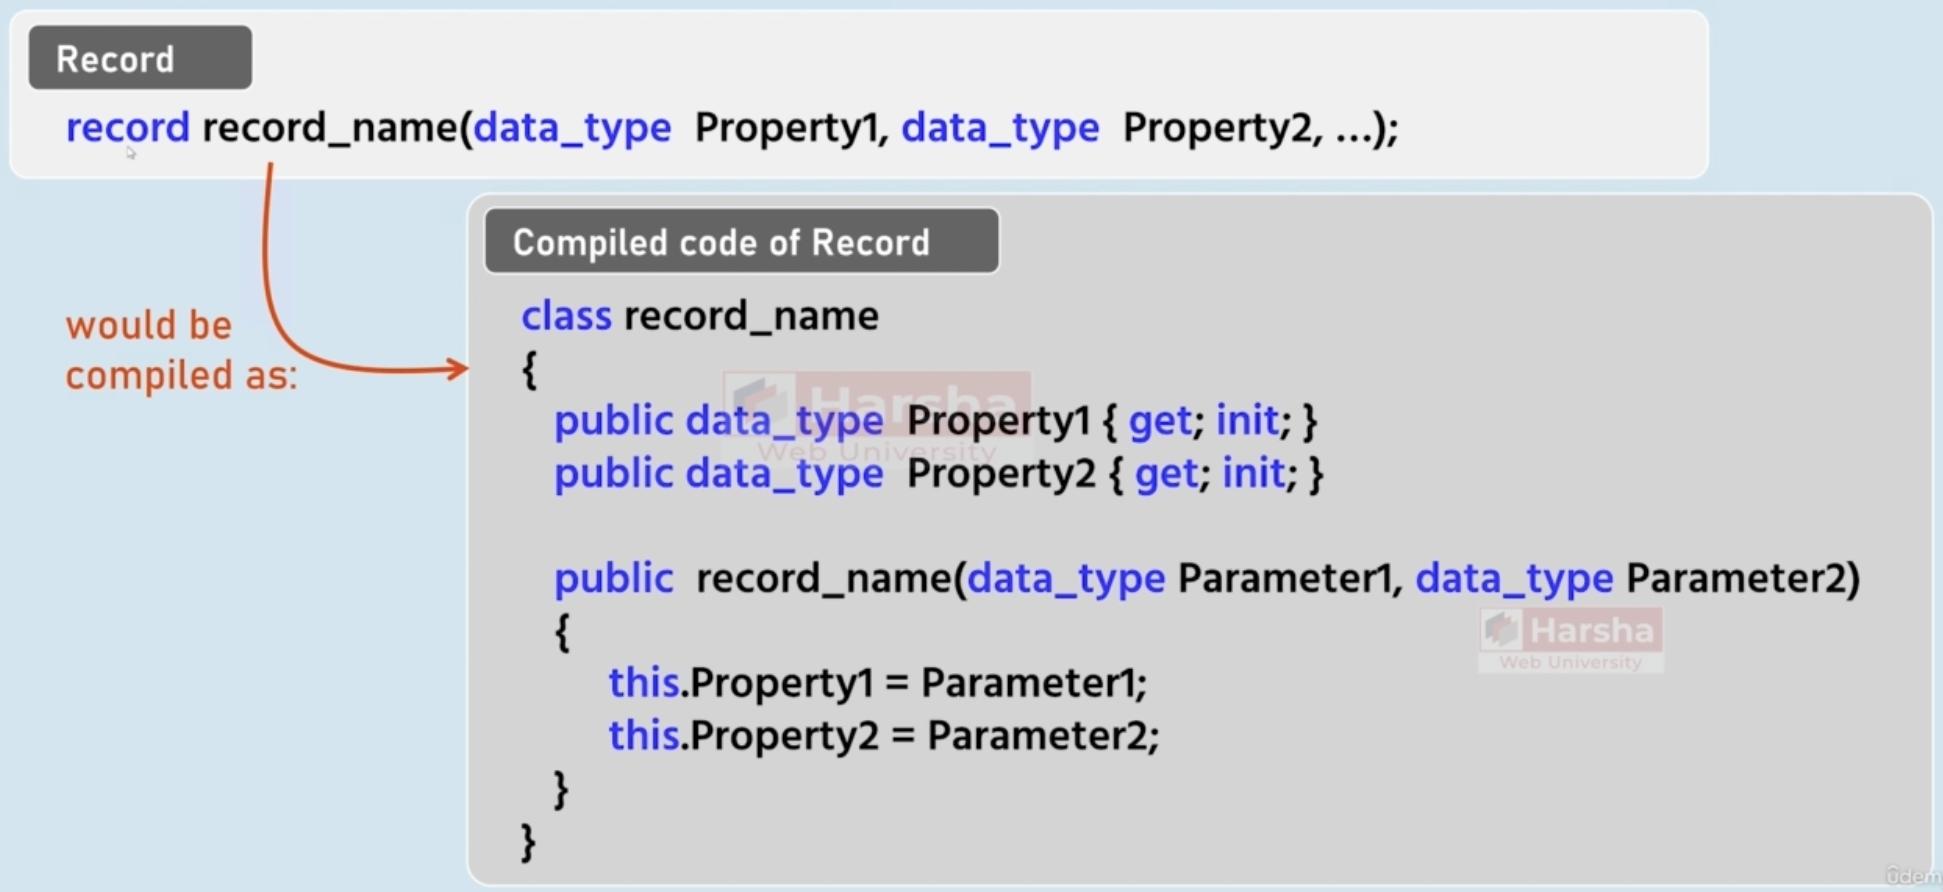 Record
record record_name(data_type Property1, data_type Property2, ...);
would be
compiled as:
Compiled code of Record
class record_name
{
public data_type Property1 { get; init; }
public data_type Property2 { get; init; }
public record_name(data_type Parameter1, data_type Parameter2)
{
this.Property1 = Parameter1;
this.Property2 = Parameter2;
}
}
Harsha
Web University
Harsha
Web University